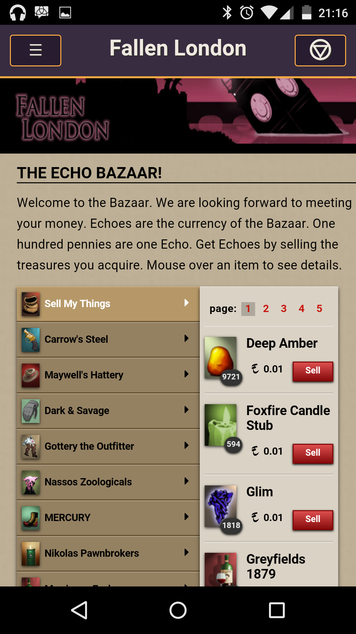 21:16
Fallen London
FALLEN
LONDON
THE ECHO BAZAAR!
Welcome to the Bazaar. We are looking forward to meeting
your money. Echoes are the currency of the Bazaar. One
hundred pennies are one Echo. Get Echoes by selling the
treasures you acquire. Mouse over an item to see details.
Sell My Things
Carrow's Steel
Maywell's Hattery
Dark & Savage
Gottery the Outfitter
Nassos Zoologicals
MERCURY
Nikolas Pawnbrokers
page: 1 2 3 4 5
Deep Amber
9721
0.01 Sell
Foxfire Candle
Stub
594
0.01 Sell
Glim
1818
0.01 Sell
Greyfields
1879